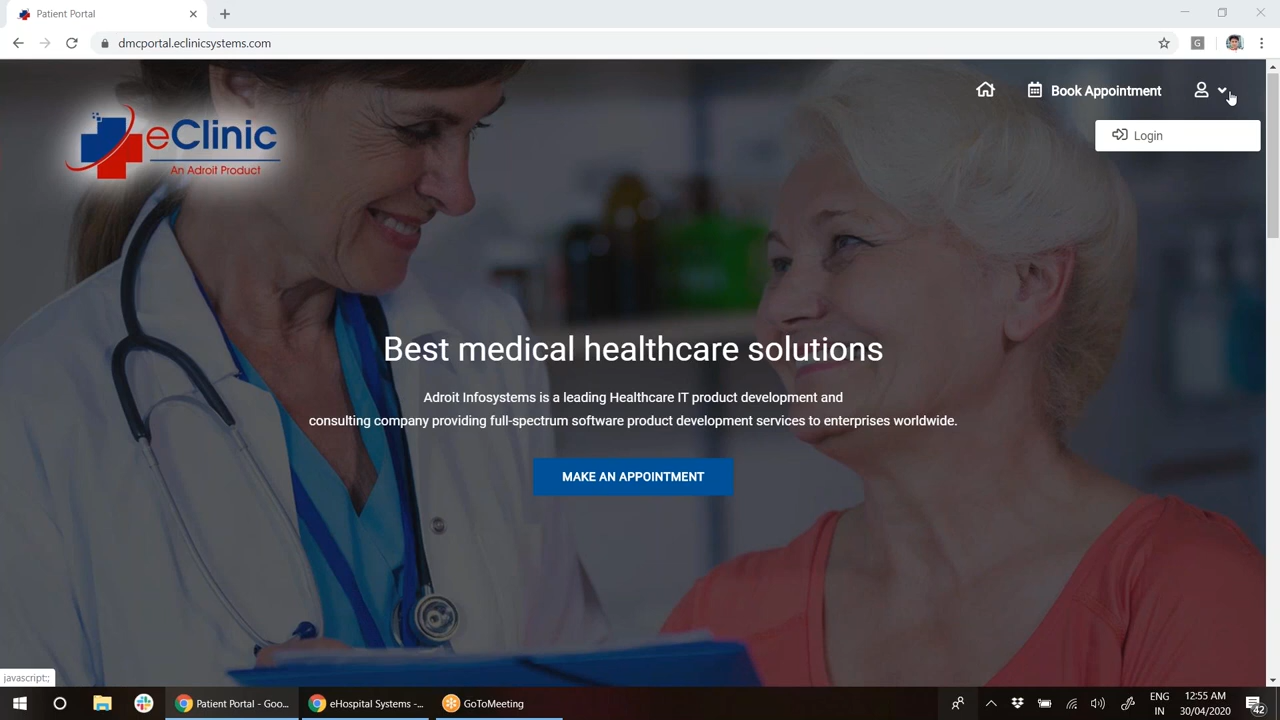 Patient Portal
dmcportal.eclinicsystems.com
G
Book Appointment
Login
eClinic
An Adroit Product
Best medical healthcare solutions
Adroit Infosystems is a leading Healthcare IT product development and
consulting company providing full-spectrum software product development services to enterprises worldwide.
MAKE AN APPOINTMENT
javascript:;
Patient Portal - Goo...
eHospital Systems -...
GoToMeeting
ENG
IN
12:55 AM
30/04/2020
42